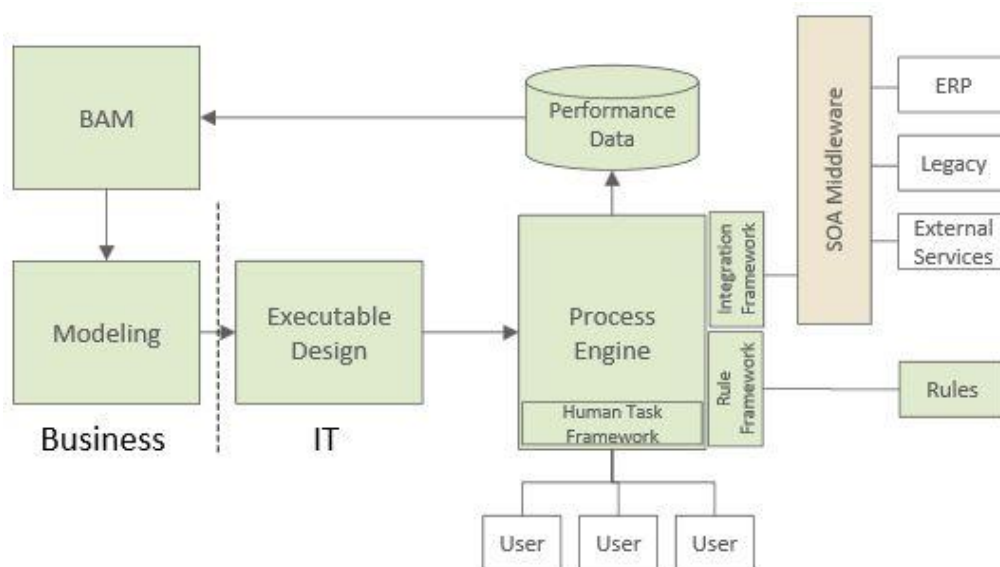 BAM
Performance
Data
SOA Middleware
ERP
Legacy
External
Services
Modeling
Executable
Design
Process
Engine
Integration
Framework
Rule
Framework
Human Task
Framework
Rules
Business
IT
User
User
User